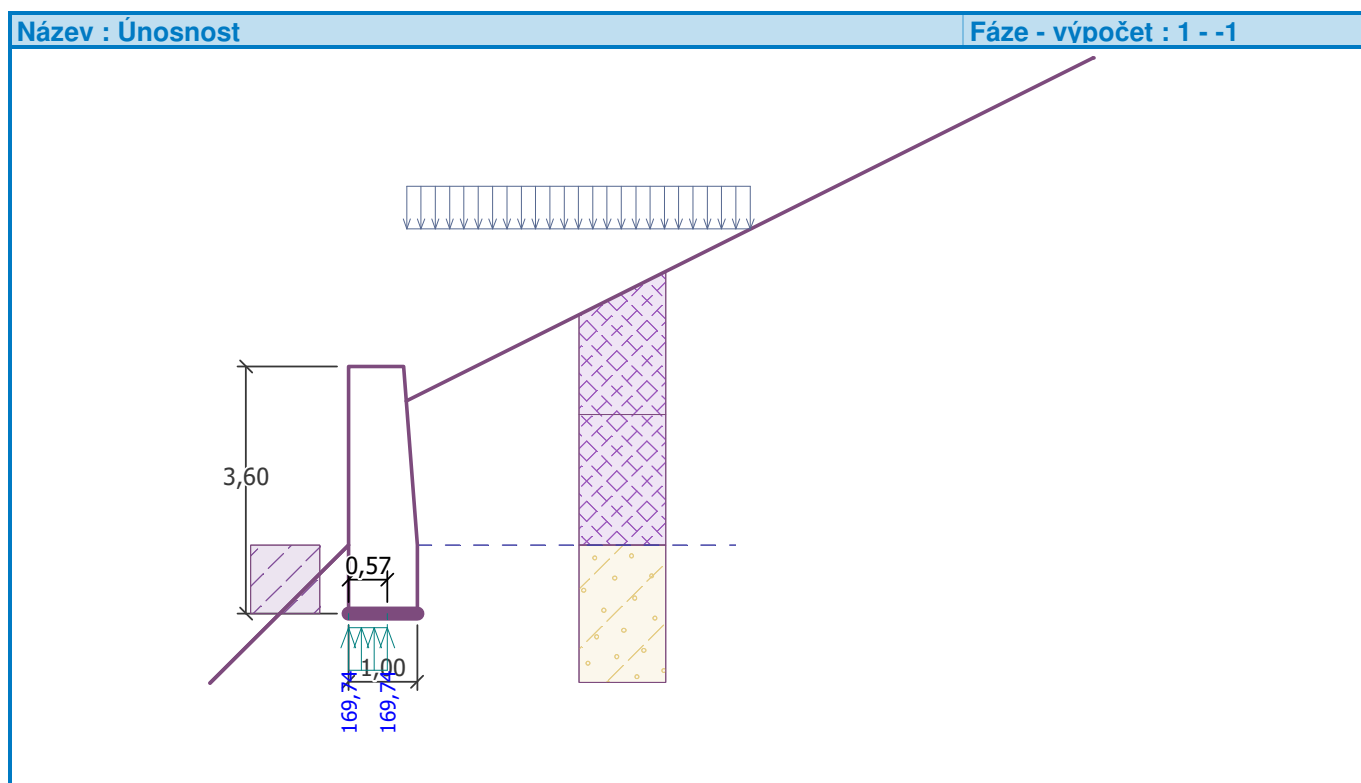 Název : Únosnost
Fáze - výpočet : 1 - -1
3,60
0,57
1,00
169,74
169,74